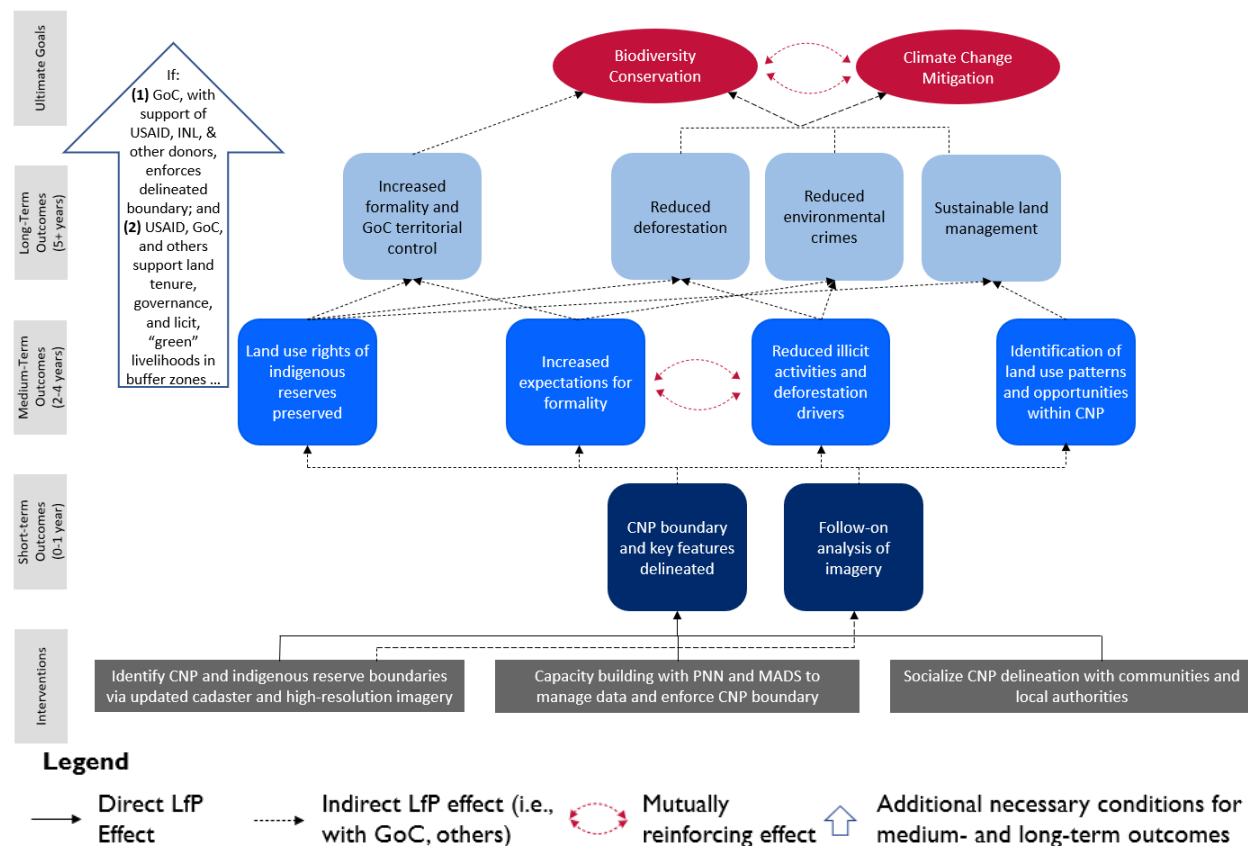 Ultimate Goals
If:
(1) GoC, with
support of
USAID, INL, &
other donors,
enforces
delineated
boundary; and
(2) USAID, GoC,
and others
support land
tenure,
governance,
and licit,
“green”
livelihoods in
buffer zones ...
Biodiversity
Conservation
Climate Change
Mitigation
Long-Term
Outcomes
(5+ years)
Increased
formality and
GoC territorial
control
Reduced
deforestation
Reduced
environmental
crimes
Sustainable land
management
Medium-Term
Outcomes
(2-4 years)
Land use rights of
indigenous
reserves
preserved
Increased
expectations for
formality
Reduced illicit
activities and
deforestation
drivers
Identification of
land use patterns
and opportunities
within CNP
Short-term
Outcomes
(0-1 year)
CNP boundary
and key features
delineated
Follow-on
analysis of
imagery
Interventions
Identify CNP and indigenous reserve boundaries
via updated cadaster and high-resolution imagery
Capacity building with PNN and MADS to
manage data and enforce CNP boundary
Socialize CNP delineation with communities and
local authorities
Legend
Direct LfP
Effect
Indirect LfP effect (i.e.,
with GoC, others)
Mutually
reinforcing effect
Additional necessary conditions for
medium- and long-term outcomes